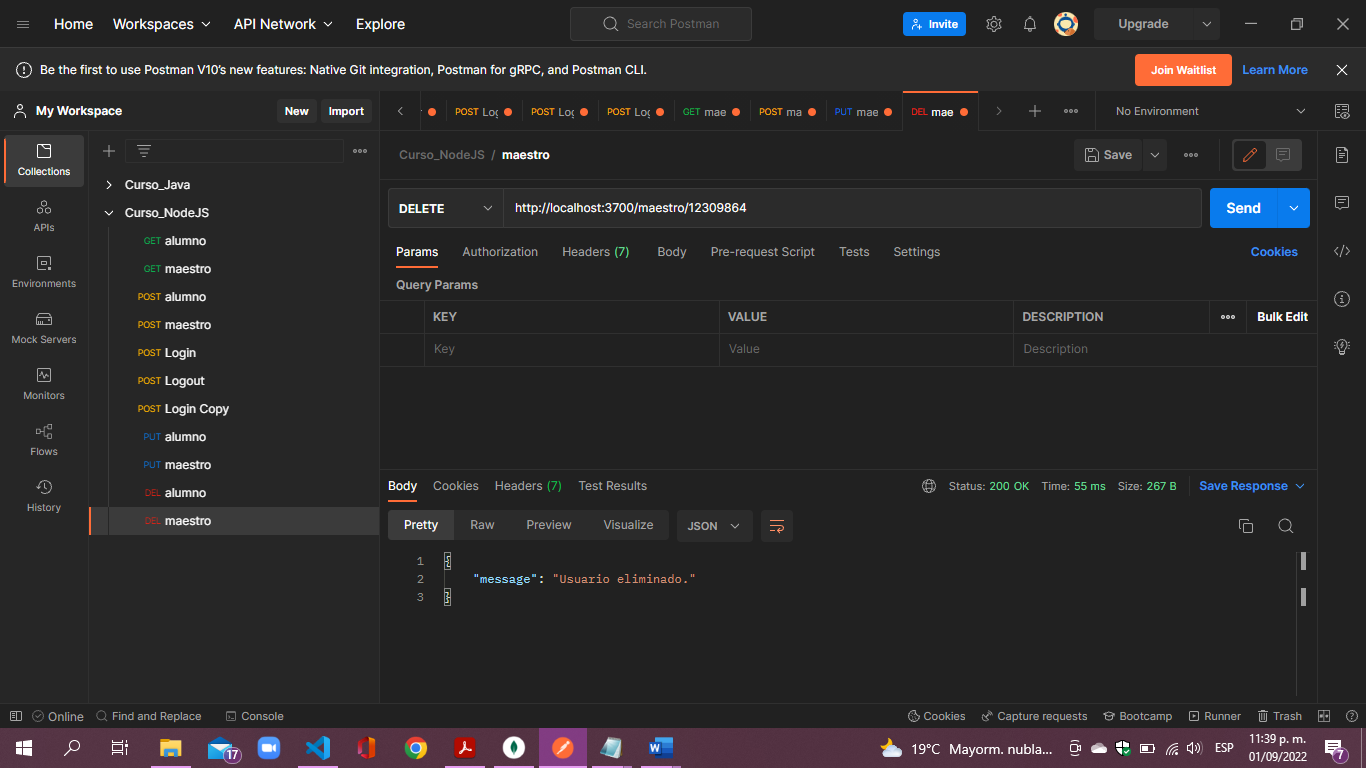 Home Workspaces API Network Explore Search Postman Invite Upgrade
Be the first to use Postman V10's new features: Native Git integration, Postman for gRPC, and Postman CLI. Join Waitlist Learn More
My Workspace New Import
POST Log POST Log POST Log GET mae POST ma PUT mae DEL mae No Environment
Collections
APIs
Environments
Mock Servers
Monitors
Flows
History
Curso_Java
Curso_NodeJS
GET alumno
GET maestro
POST alumno
POST maestro
POST Login
POST Logout
POST Login Copy
PUT alumno
PUT maestro
DEL alumno
DEL maestro
Curso_NodeJS / maestro Save
DELETE http://localhost:3700/maestro/12309864 Send
Params Authorization Headers (7) Body Pre-request Script Tests Settings Cookies
Query Params
KEY VALUE DESCRIPTION Bulk Edit
Key Value Description
Body Cookies Headers (7) Test Results Status: 200 OK Time: 55 ms Size: 267 B Save Response
Pretty Raw Preview Visualize JSON
1 {
2 "message": "Usuario eliminado."
3 }
Online Find and Replace Console Cookies Capture requests Bootcamp Runner Trash
17 19°C Mayorm. nubla... ESP 11:39 p. m.
01/09/2022 7